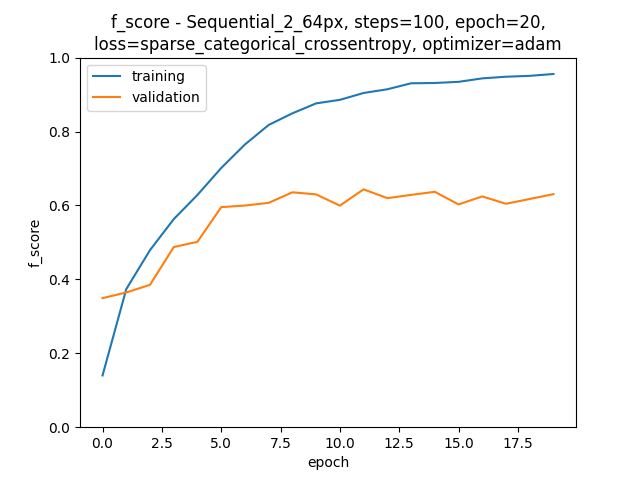 f_score - Sequential_2_64px, steps=100, epoch=20,
loss=sparse_categorical_crossentropy, optimizer=adam
training
validation
f_score
1.0
0.8
0.6
0.4
0.2
0.0
0.0 2.5 5.0 7.5 10.0 12.5 15.0 17.5
epoch